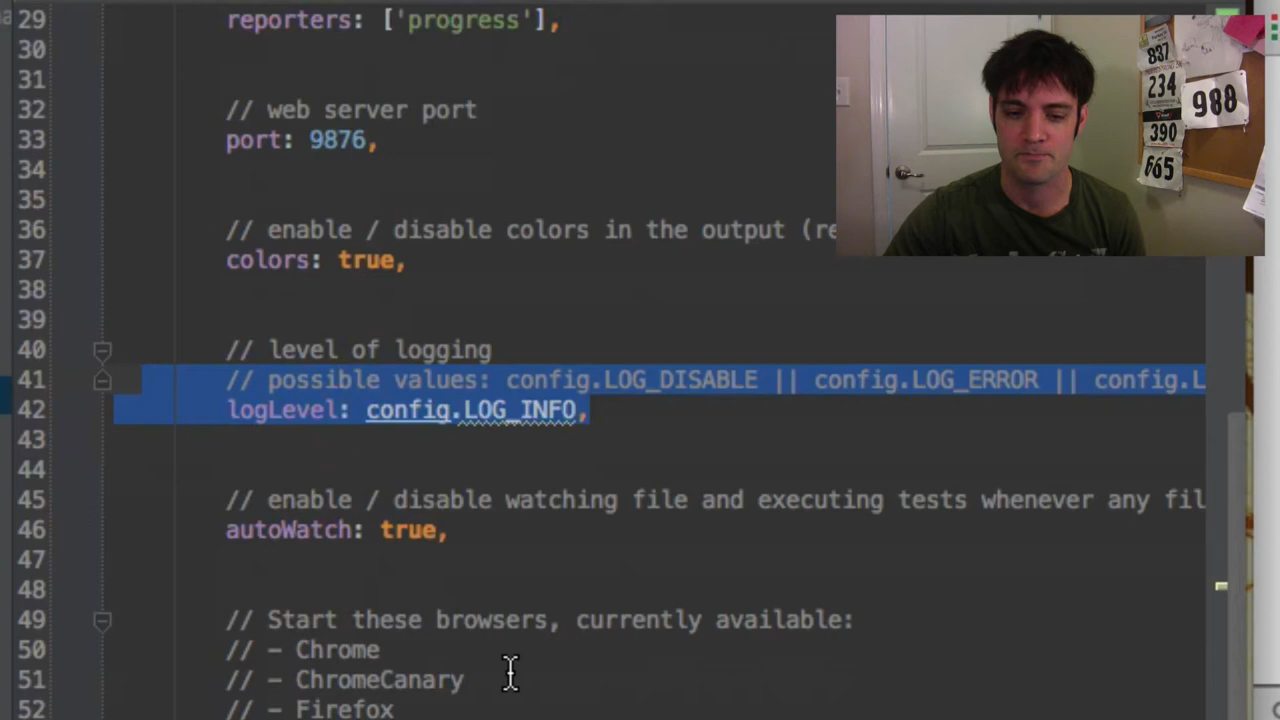 29 reporters: ['progress'],
30
31
32 // web server port
33 port: 9876,
34
35
36 // enable / disable colors in the output (re
37 colors: true,
38
39
40 // level of logging
41 // possible values: config.LOG_DISABLE || config.LOG_ERROR || config.L
42 logLevel: config.LOG_INFO,
43
44
45 // enable / disable watching file and executing tests whenever any fil
46 autoWatch: true,
47
48
49 // Start these browsers, currently available:
50 // - Chrome
51 // - ChromeCanary
52 // - Firefox
837
234
988
390
665